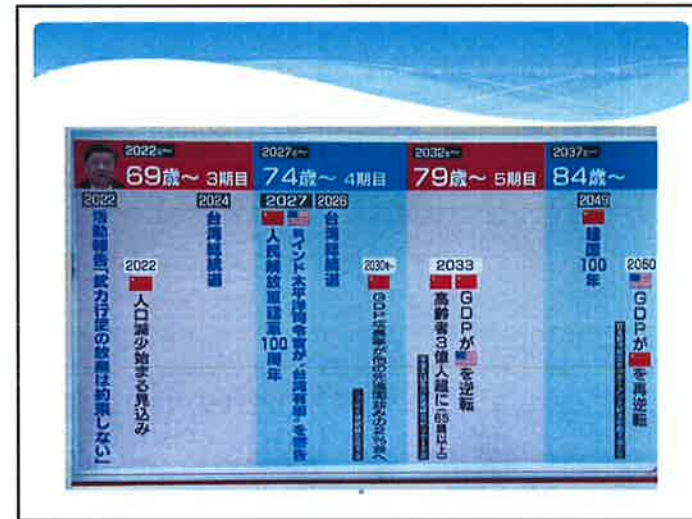 2022年～
69歳～ 3期目
2027年～
74歳～ 4期目
2032年～
79歳～ 5期目
2037年～
84歳～
2022
活動報告「武力行使の放棄は約束しない」
2022
人口減少始まる見込み
2024
台湾総統選
2027
人民解放軍建軍100周年
前インド太平洋司令官が“台湾有事”を警告
2028
台湾総統選
2030年～
GDP
2033
GDPが
を逆転
高齢者3億人超に(65歳以上)
2049
建国100年
2060
GDPが
を再逆転